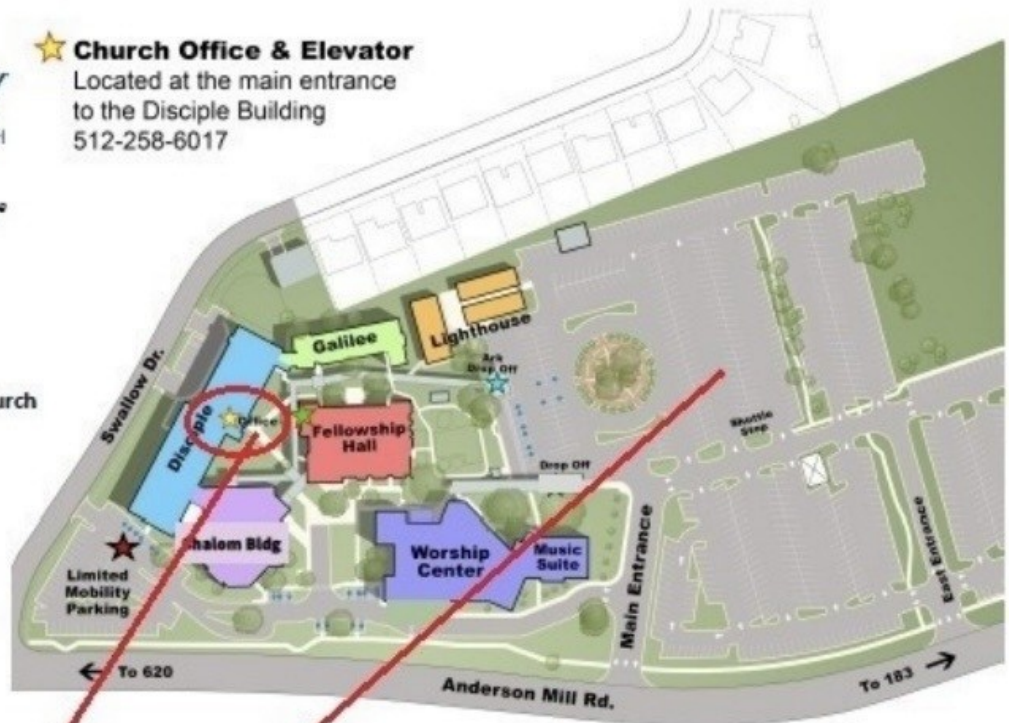 Church Office & Elevator
Located at the main entrance
to the Disciple Building
512-258-6017
urch
Swallow Dr.
Galilee
Lighthouse
Ark
Drop Off
Disciple
Office
Fellowship
Hall
Shuttle
Stop
Drop Off
Shalom Bldg
Worship
Center
Music
Suite
Limited
Mobility
Parking
Main Entrance
East Entrance
To 620
Anderson Mill Rd.
To 183